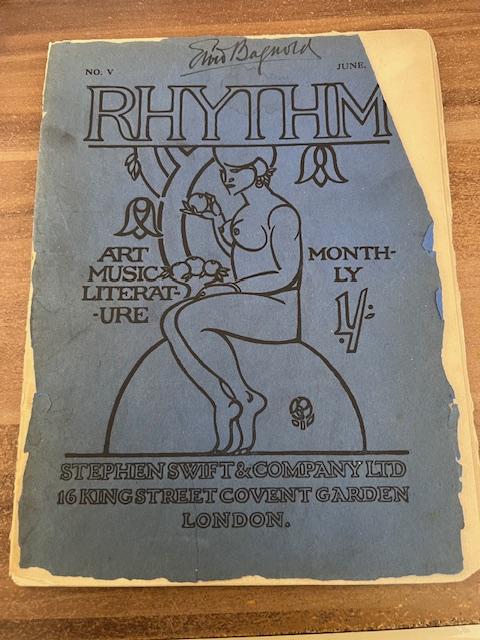 Enid Bagnold
NO. V JUNE.
RHYTHM
ART
MUSIC
LITERAT-
-URE
MONTH-
LY
1/-
STEPHEN SWIFT & COMPANY LTD
16 KING STREET COVENT GARDEN
LONDON.